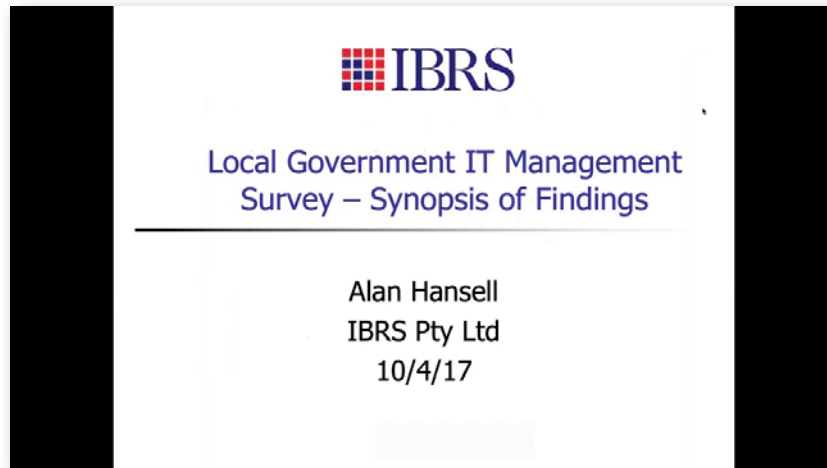 IBRS
Local Government IT Management
Survey – Synopsis of Findings
Alan Hansell
IBRS Pty Ltd
10/4/17